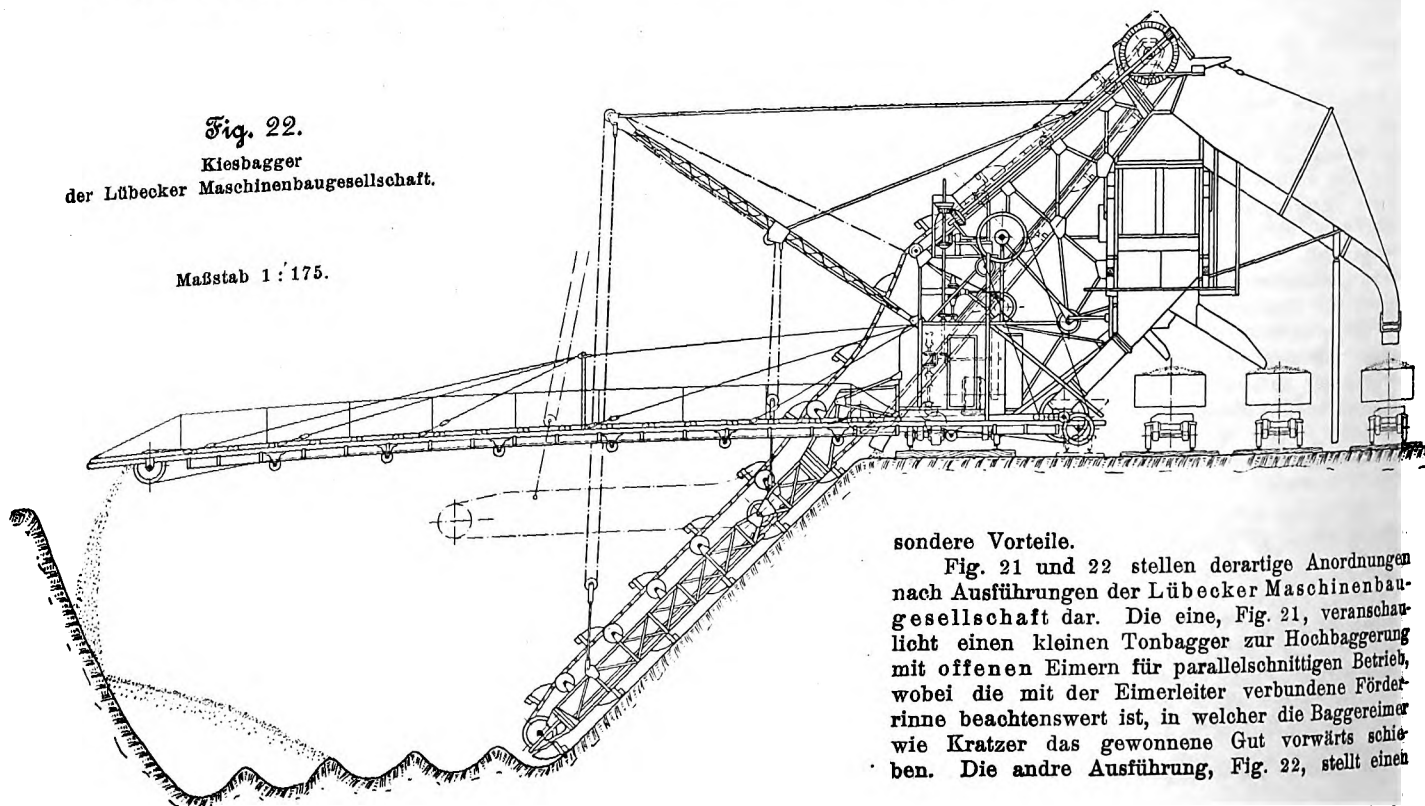 Fig. 22.
Kiesbagger
der Lübecker Maschinenbaugesellschaft.
Maßstab 1 : 175.
sondere Vorteile.
Fig. 21 und 22 stellen derartige Anordnungen
nach Ausführungen der Lübecker Maschinenbau-
gesellschaft dar. Die eine, Fig. 21, veranschau-
licht einen kleinen Tonbagger zur Hochbaggerung
mit offenen Eimern für parallelschnittigen Betrieb,
wobei die mit der Eimerleiter verbundene Förder-
rinne beachtenswert ist, in welcher die Baggereimer
wie Kratzer das gewonnene Gut vorwärts schie-
ben. Die andre Ausführung, Fig. 22, stellt einen